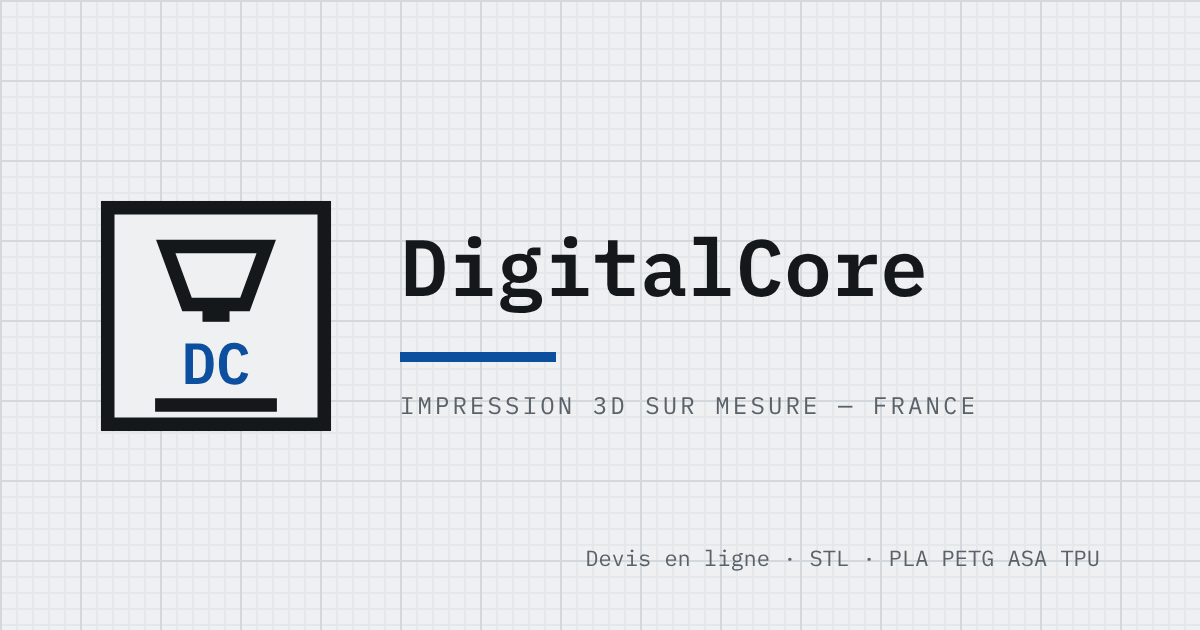 DC
DigitalCore
IMPRESSION 3D SUR MESURE — FRANCE
Devis en ligne · STL · PLA PETG ASA TPU